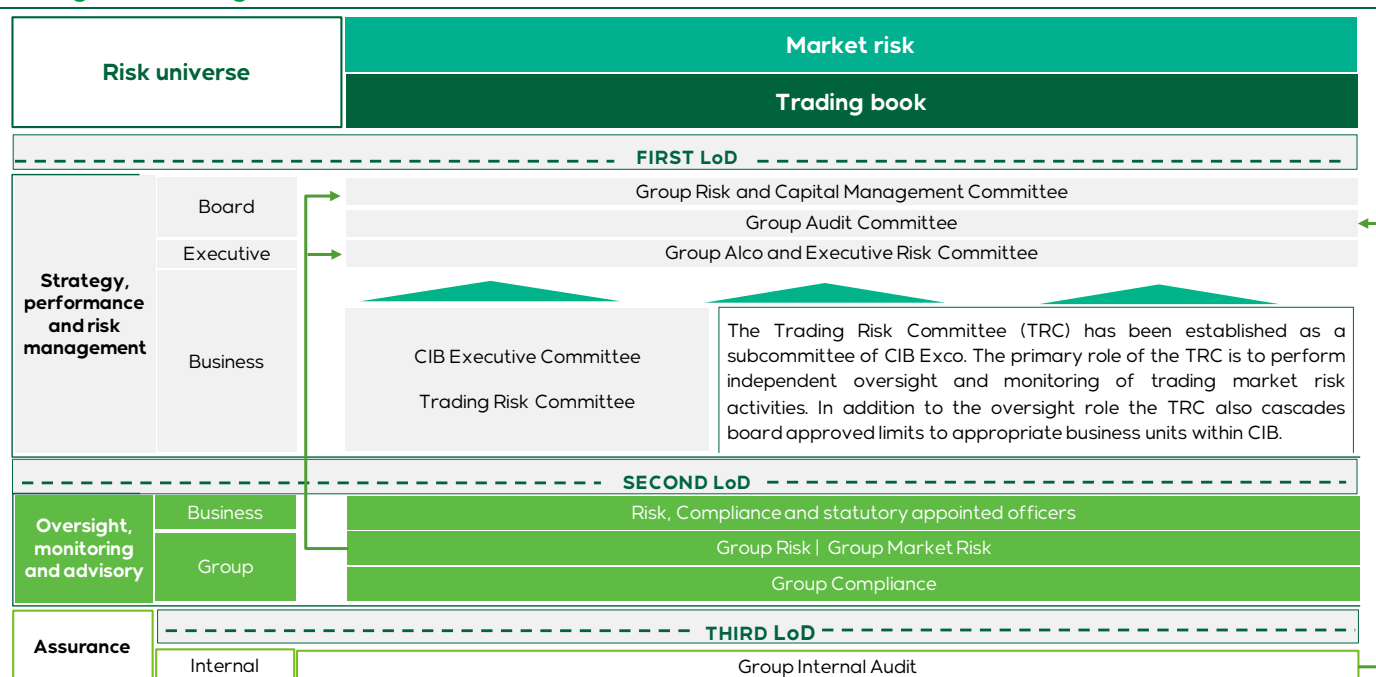 Risk universe
Market risk
Trading book
FIRST LoD
Strategy,
performance
and risk
management
Board
Group Risk and Capital Management Committee
Group Audit Committee
Executive
Group Alco and Executive Risk Committee
Business
CIB Executive Committee
Trading Risk Committee
The Trading Risk Committee (TRC) has been established as a
subcommittee of CIB Exco. The primary role of the TRC is to perform
independent oversight and monitoring of trading market risk
activities. In addition to the oversight role the TRC also cascades
board approved limits to appropriate business units within CIB.
SECOND LoD
Oversight,
monitoring
and advisory
Business
Risk, Compliance and statutory appointed officers
Group
Group Risk | Group Market Risk
Group Compliance
Assurance
THIRD LoD
Internal
Group Internal Audit